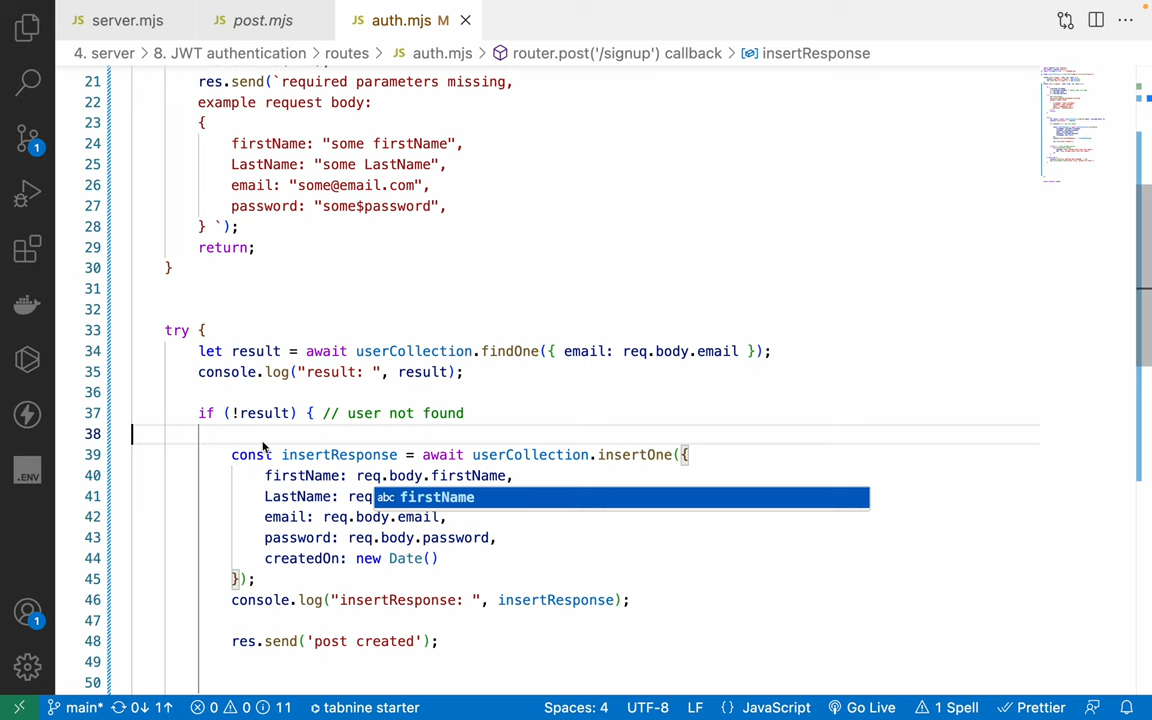 JS server.mjs JS post.mjs JS auth.mjs M
4. server > 8. JWT authentication > routes > JS auth.mjs > router.post('/signup') callback > insertResponse
21 res.send(`required parameters missing,
22 example request body:
23 {
24 firstName: "some firstName",
25 LastName: "some LastName",
26 email: "some@email.com",
27 password: "some$password",
28 } `);
29 return;
30 }
31
32
33 try {
34 let result = await userCollection.findOne({ email: req.body.email });
35 console.log("result: ", result);
36
37 if (!result) { // user not found
38
39 const insertResponse = await userCollection.insertOne({
40 firstName: req.body.firstName,
41 LastName: req
abc firstName
42 email: req.body.email,
43 password: req.body.password,
44 createdOn: new Date()
45 });
46 console.log("insertResponse: ", insertResponse);
47
48 res.send('post created');
49
50
1
.ENV
1
main* 0↓ 1↑ 0 0 11 tabnine starter Spaces: 4 UTF-8 LF {} JavaScript Go Live 1 Spell Prettier